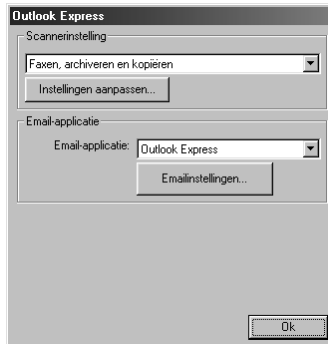 Outlook Express
Scannerinstelling
Faxen, archiveren en kopiëren
Instellingen aanpassen...
Email-applicatie
Email-applicatie: Outlook Express
Emailinstellingen...
Ok